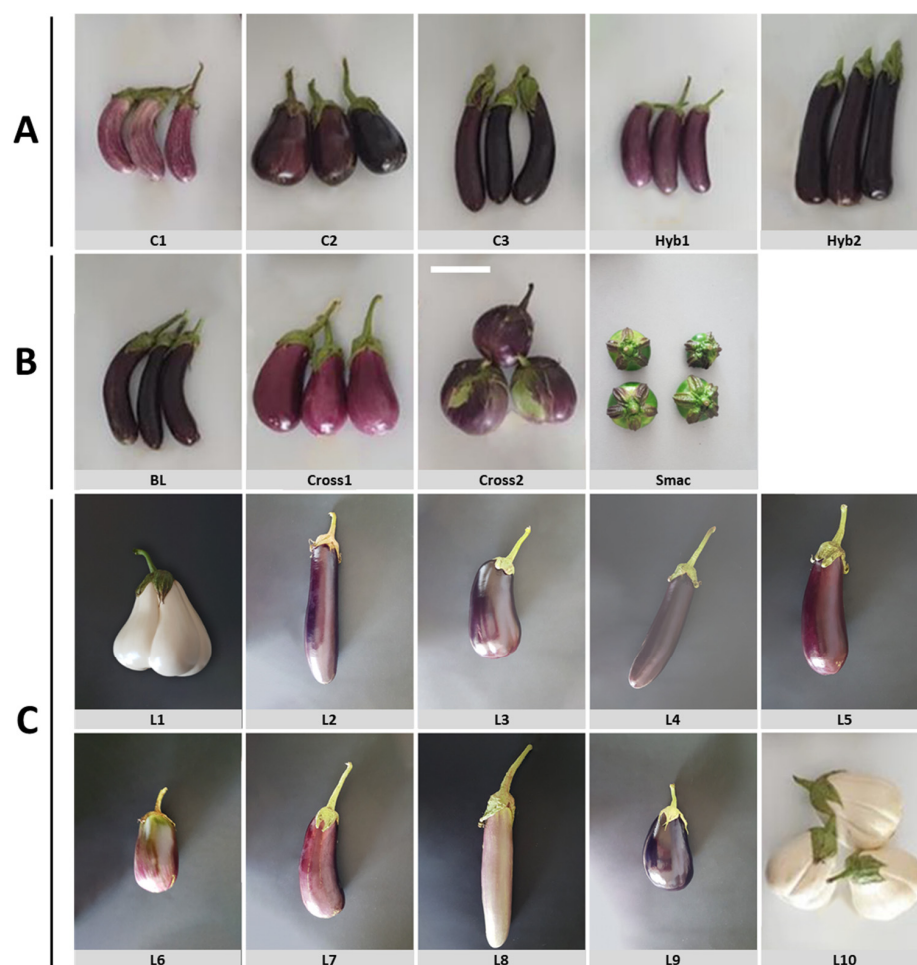 A
C1 C2 C3 Hyb1 Hyb2
B
BL Cross1 Cross2 Smac
C
L1 L2 L3 L4 L5
L6 L7 L8 L9 L10